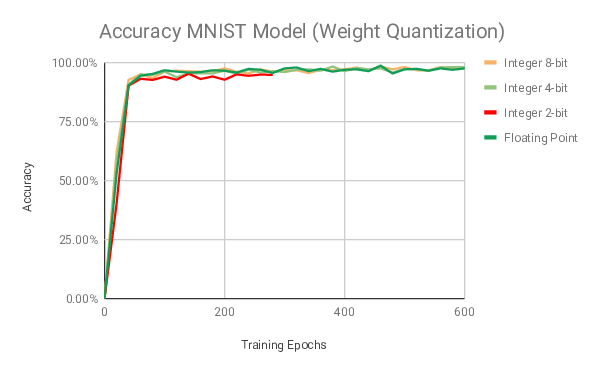 Accuracy MNIST Model (Weight Quantization)
100.00%
75.00%
50.00%
25.00%
0.00%
Accuracy
0 200 400 600
Training Epochs
Integer 8-bit
Integer 4-bit
Integer 2-bit
Floating Point